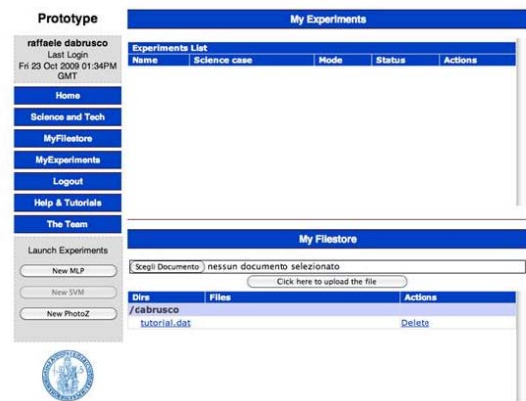 Prototype
raffaele dabrusco
Last Login
Fri 23 Oct 2009 01:34PM
GMT
Home
Science and Tech
MyFilestore
MyExperiments
Logout
Help & Tutorials
The Team
Launch Experiments
New MLP
New SVM
New PhotoZ
My Experiments
Experiments List
Name Science case Mode Status Actions
My Filestore
Scegli Documento nessun documento selezionato
Click here to upload the file
Dirs Files Actions
/dabrusco
tutorial.dat Delete